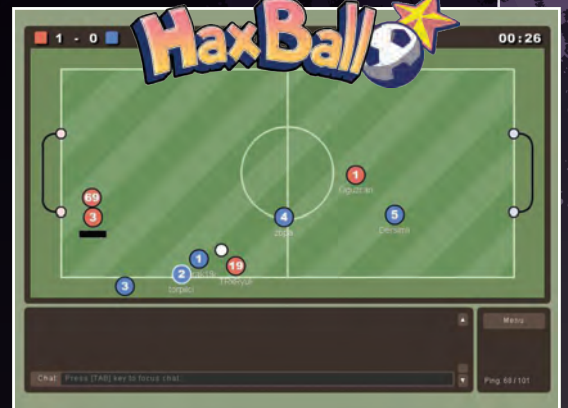 HaxBall
1 - 0
00:26
1
Oguzhan
69
3
4
5
1
19
2
torpiki
3
Menu
Chat Press [TAB] key to focus chat.
Ping 68/101